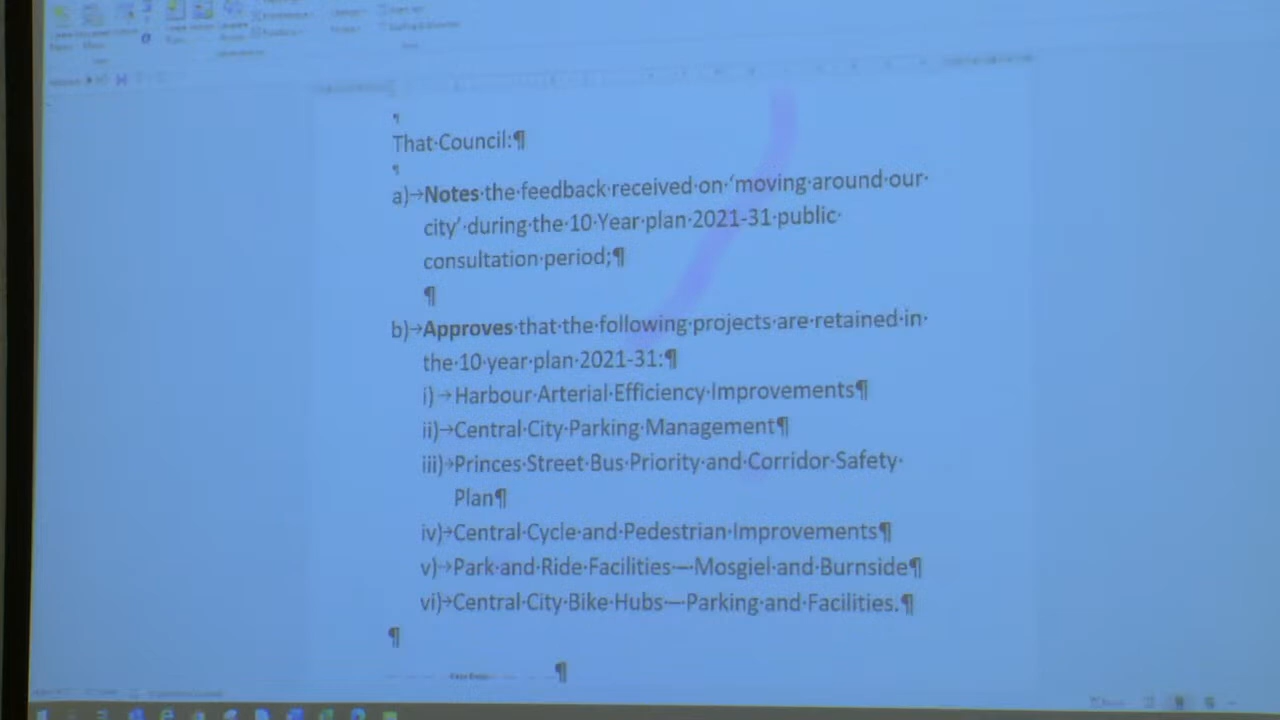 That Council:
a) Notes the feedback received on ‘moving around our
city’ during the 10 Year plan 2021-31 public
consultation period;
b) Approves that the following projects are retained in
the 10 year plan 2021-31:
i) Harbour Arterial Efficiency Improvements
ii) Central City Parking Management
iii) Princes Street Bus Priority and Corridor Safety
Plan
iv) Central Cycle and Pedestrian Improvements
v) Park and Ride Facilities — Mosgiel and Burnside
vi) Central City Bike Hubs — Parking and Facilities.